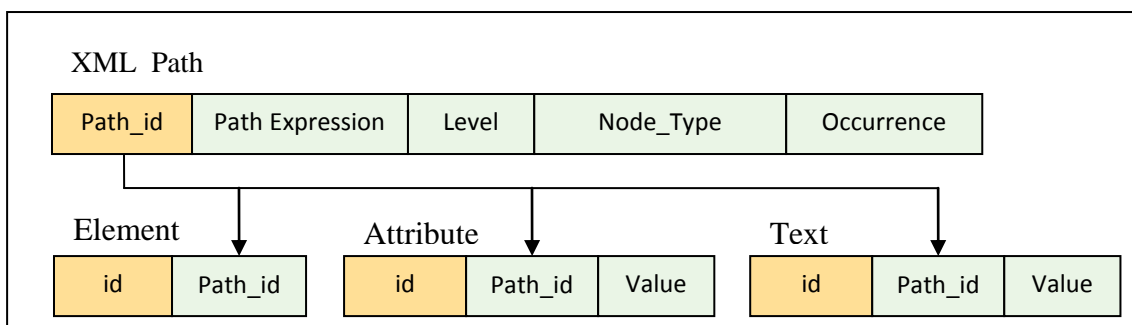 XML Path
Path_id Path Expression Level Node_Type Occurrence
Element Attribute Text
id Path_id id Path_id Value id Path_id Value